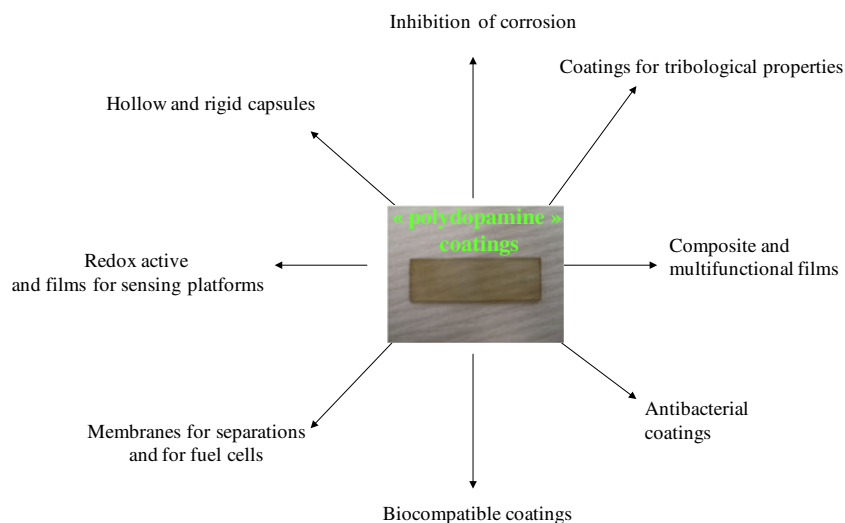 Inhibition of corrosion
Coatings for tribological properties
Hollow and rigid capsules
« polydopamine »
coatings
Redox active
and films for sensing platforms
Composite and
multifunctional films
Membranes for separations
and for fuel cells
Antibacterial
coatings
Biocompatible coatings